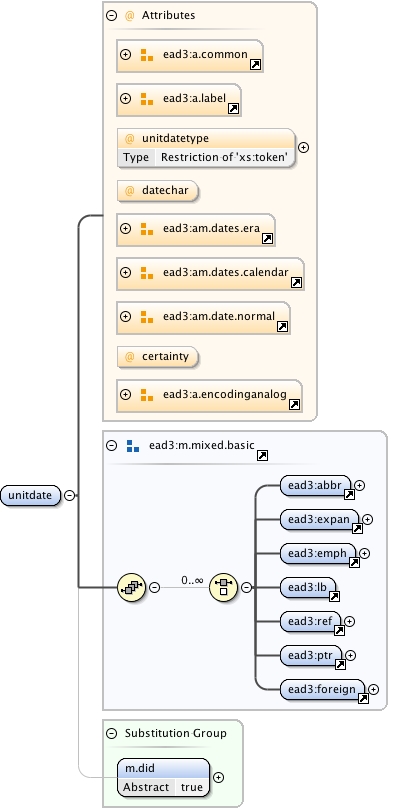 @ Attributes
ead3:a.common
ead3:a.label
@ unitdatetype
Type Restriction of 'xs:token'
@ datechar
ead3:am.dates.era
ead3:am.dates.calendar
ead3:am.date.normal
@ certainty
ead3:a.encodinganalog
ead3:m.mixed.basic
unitdate
0..∞
ead3:abbr
ead3:expan
ead3:emph
ead3:lb
ead3:ref
ead3:ptr
ead3:foreign
Substitution Group
m.did
Abstract true